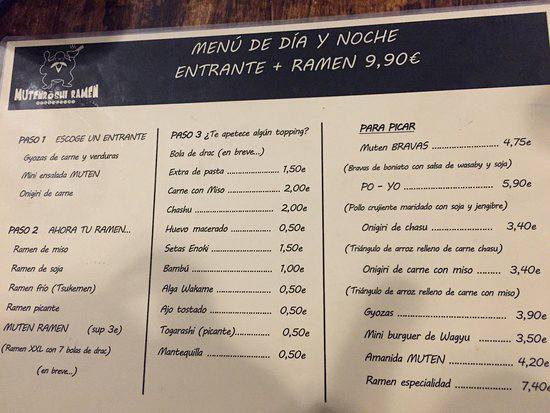 MUTENROSHI RAMEN
MENÚ DE DÍA Y NOCHE
ENTRANTE + RAMEN 9,90€
PASO 1 ESCOGE UN ENTRANTE
Gyozas de carne y verduras
Mini ensalada MUTEN
Onigiri de carne
PASO 2 AHORA TU RAMEN...
Ramen de miso
Ramen de soja
Ramen frío (Tsukemen)
Ramen picante
MUTEN RAMEN (sup 3e)
(Ramen XXL con 7 bolas de drac)
(en breve...)
PASO 3 ¿Te apetece algún topping?
Bola de drac (en breve...)
Extra de pasta ................ 1,50e
Carne con Miso .............. 2,00e
Chashu .......................... 2,00e
Huevo macerado ............ 0,50e
Setas Enoki .................... 1,50e
Bambú ............................ 1,00e
Alga Wakame ................ 0,50e
Ajo tostado .................... 0,50e
Togarashi (picante)......... 0,50e
Mantequilla .................... 0,50e
PARA PICAR
Muten BRAVAS .................... 4,75e
(Bravas de boniato con salsa de wasaby y soja)
PO - YO .............................. 5,90e
(Pollo crujiente maridado con soja y jengibre)
Onigiri de chasu .................. 3,40e
(Triángulo de arroz relleno de carne chasu)
Onigiri de carne con miso .......... 3,40e
(Triángulo de arroz relleno de carne con miso)
Gyozas ................................ 3,90e
Mini burguer de Wagyu ......... 3,50e
Amanida MUTEN .................. 4,20e
Ramen especialidad .............. 7,40e